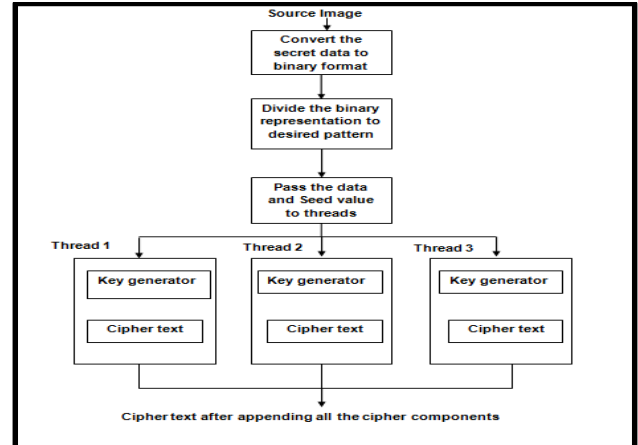 Source Image
Convert the
secret data to
binary format
Divide the binary
representation to
desired pattern
Pass the data
and Seed value
to threads
Thread 1
Thread 2
Thread 3
Key generator
Key generator
Key generator
Cipher text
Cipher text
Cipher text
Cipher text after appending all the cipher components